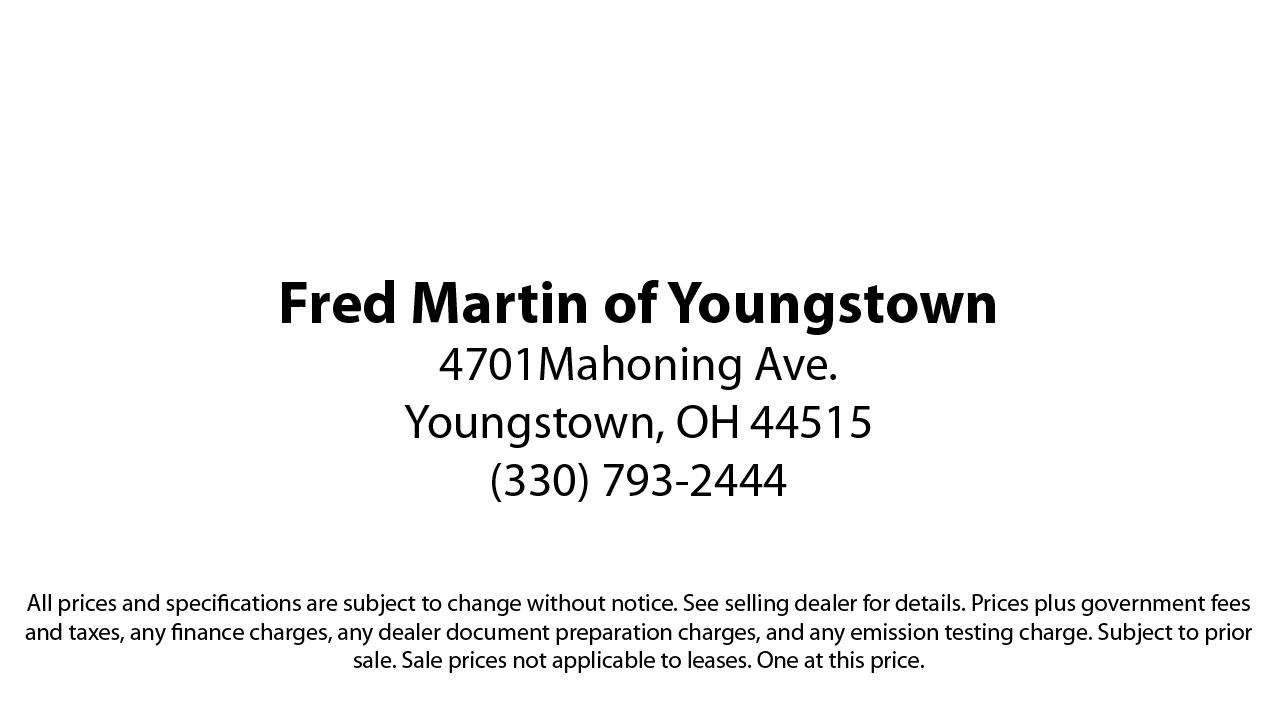 Fred Martin of Youngstown
4701Mahoning Ave.
Youngstown, OH 44515
(330) 793-2444
All prices and specifications are subject to change without notice. See selling dealer for details. Prices plus government fees
and taxes, any finance charges, any dealer document preparation charges, and any emission testing charge. Subject to prior
sale. Sale prices not applicable to leases. One at this price.